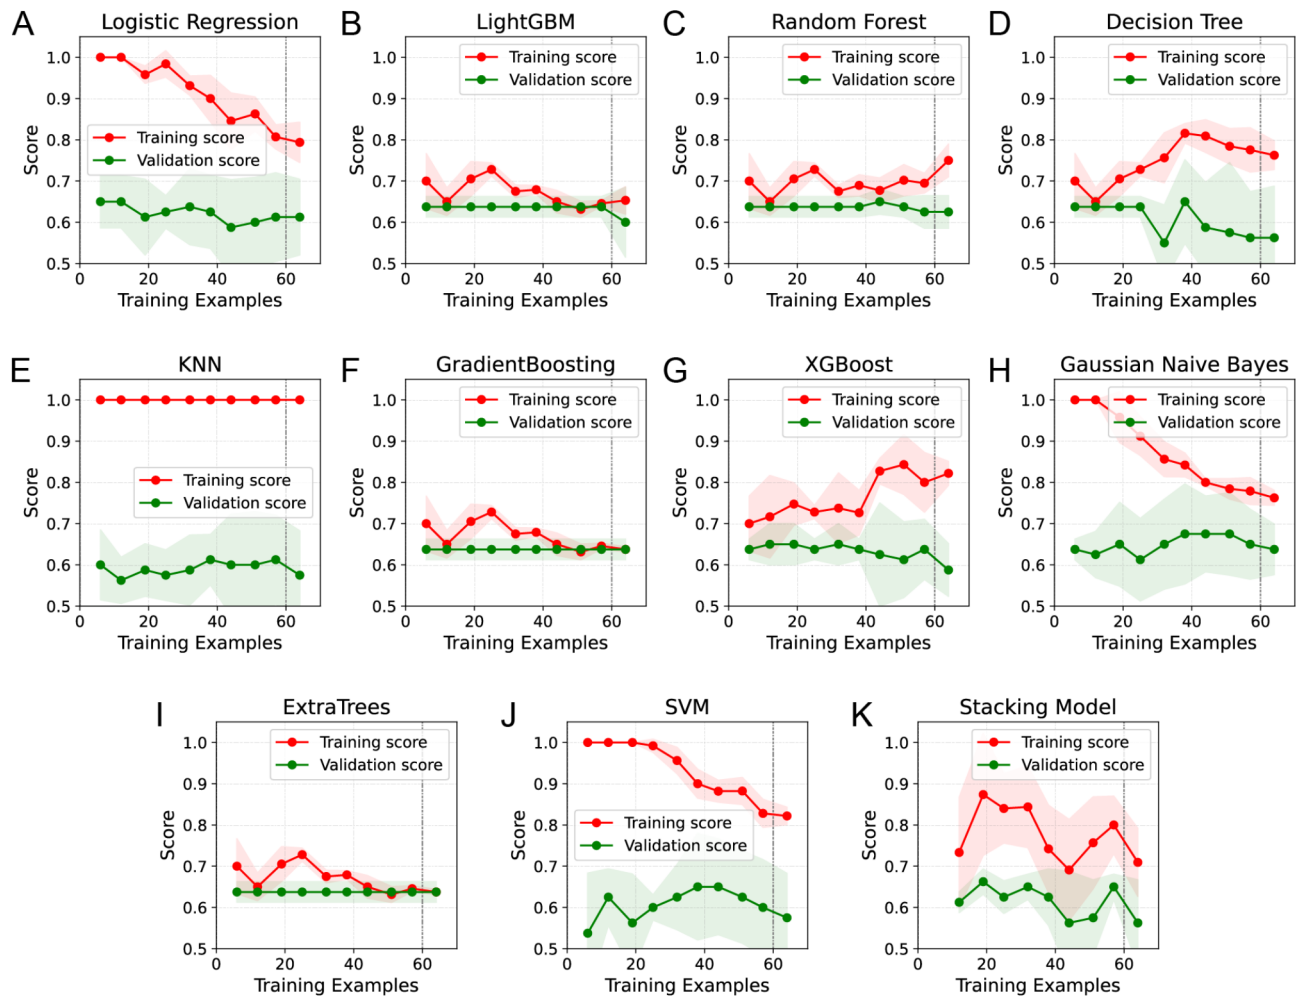 A Logistic Regression
1.0
0.9
0.8
0.7
0.6
0.5
Score
Training score
Validation score
0 20 40 60
Training Examples
B LightGBM
1.0
0.9
0.8
0.7
0.6
0.5
Score
Training score
Validation score
0 20 40 60
Training Examples
C Random Forest
1.0
0.9
0.8
0.7
0.6
0.5
Score
Training score
Validation score
0 20 40 60
Training Examples
D Decision Tree
1.0
0.9
0.8
0.7
0.6
0.5
Score
Training score
Validation score
0 20 40 60
Training Examples
E KNN
1.0
0.9
0.8
0.7
0.6
0.5
Score
Training score
Validation score
0 20 40 60
Training Examples
F GradientBoosting
1.0
0.9
0.8
0.7
0.6
0.5
Score
Training score
Validation score
0 20 40 60
Training Examples
G XGBoost
1.0
0.9
0.8
0.7
0.6
0.5
Score
Training score
Validation score
0 20 40 60
Training Examples
H Gaussian Naive Bayes
1.0
0.9
0.8
0.7
0.6
0.5
Score
Training score
Validation score
0 20 40 60
Training Examples
I ExtraTrees
1.0
0.9
0.8
0.7
0.6
0.5
Score
Training score
Validation score
0 20 40 60
Training Examples
J SVM
1.0
0.9
0.8
0.7
0.6
0.5
Score
Training score
Validation score
0 20 40 60
Training Examples
K Stacking Model
1.0
0.9
0.8
0.7
0.6
0.5
Score
Training score
Validation score
0 20 40 60
Training Examples